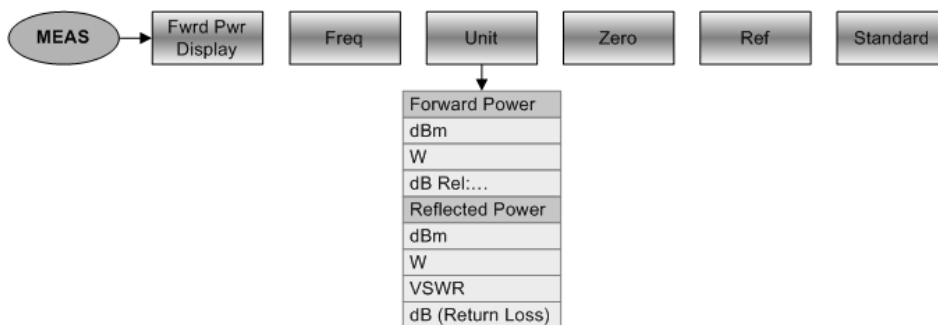 MEAS
Fwrd Pwr
Display
Freq
Unit
Zero
Ref
Standard
Forward Power
dBm
W
dB Rel:...
Reflected Power
dBm
W
VSWR
dB (Return Loss)